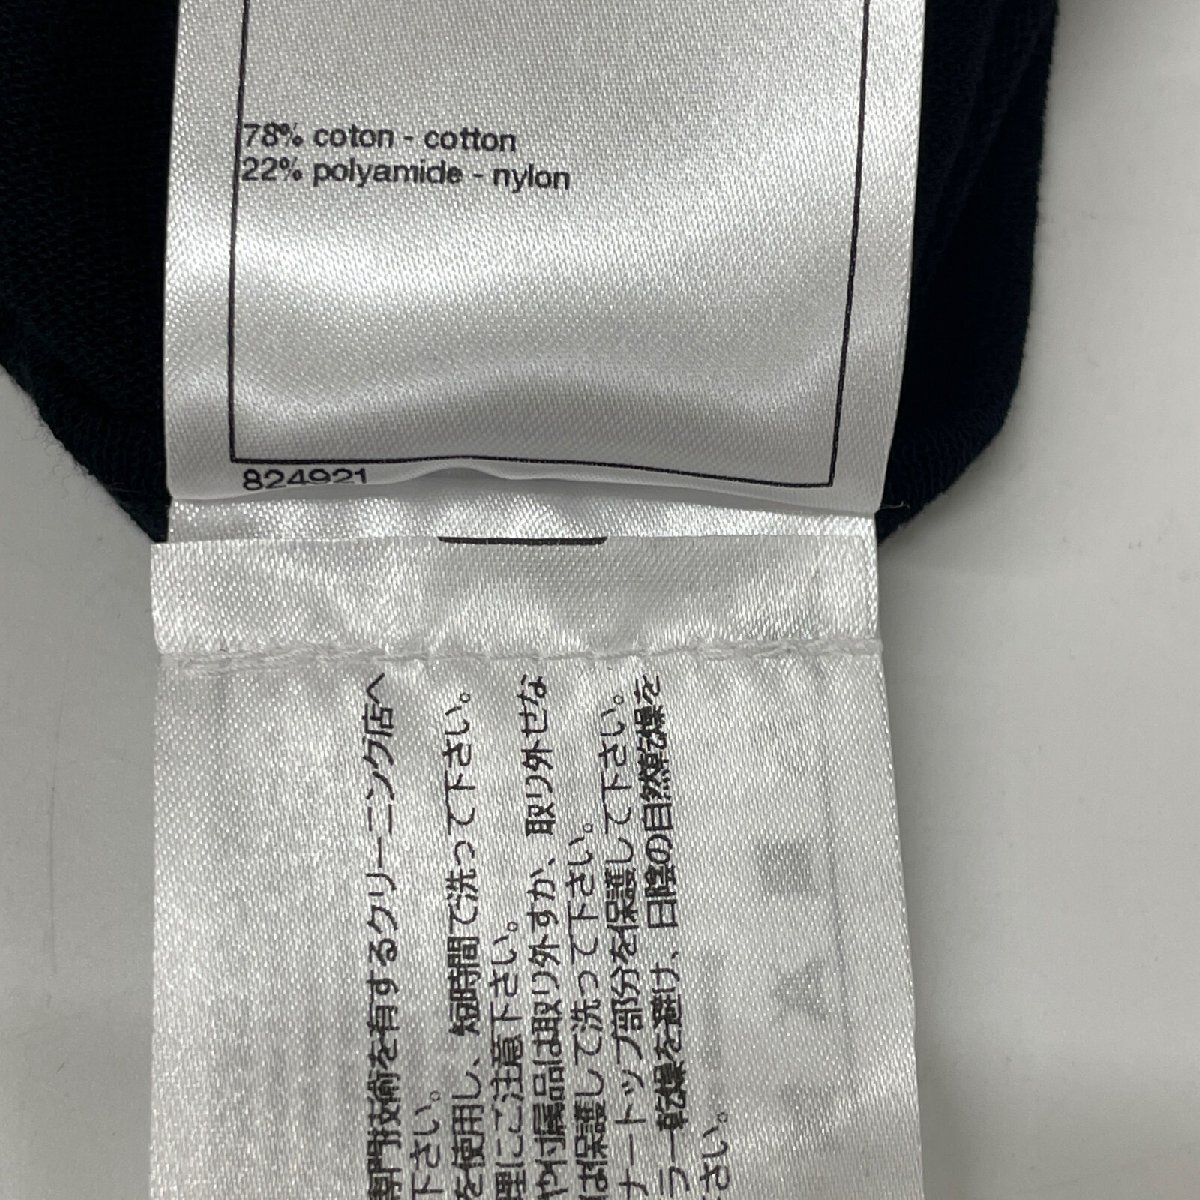 78% coton - cotton
22% polyamide - nylon
824921
専門技術を有するクリーニング店へ
下さい。
を使用し、短時間で洗って下さい。
理にご注意下さい。
や付属品は取り外すか、取り外せな
は保護して洗って下さい。
ナートップ部分を保護して下さい。
ラー乾燥を避け、日陰の自然乾燥を
ださい。